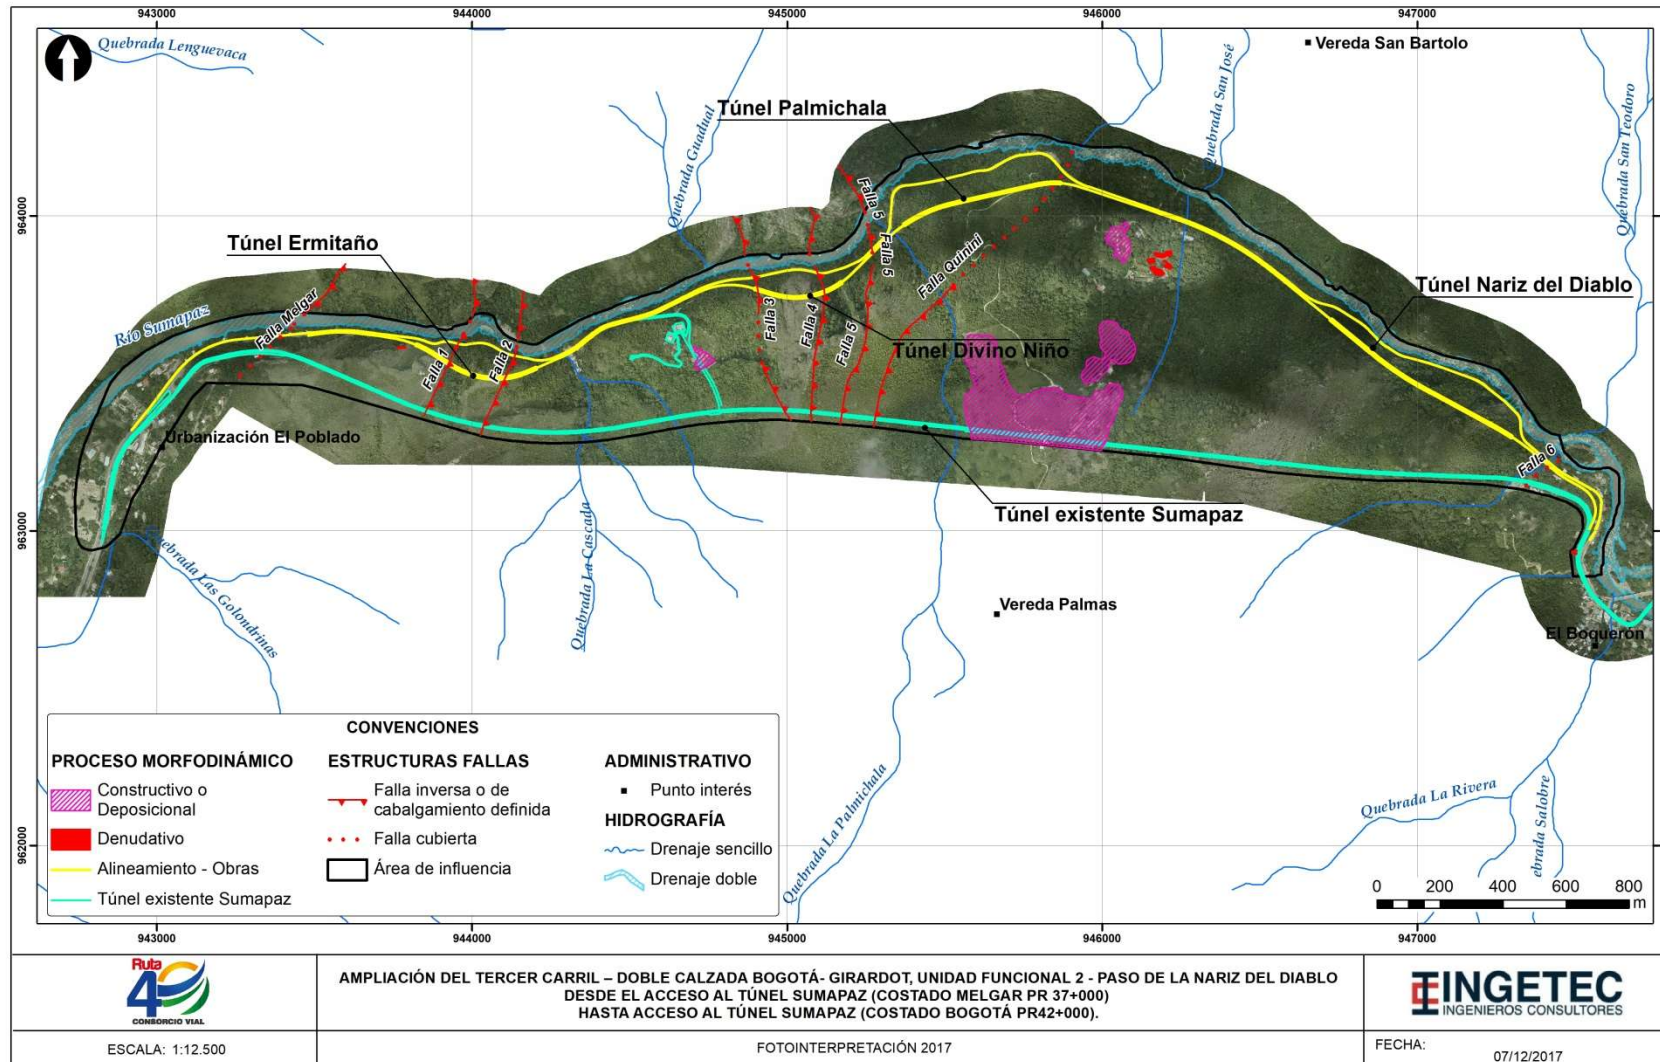 943000
944000
945000
946000
947000
Quebrada Lenguevaca
Vereda San Bartolo
Quebrada San José
Quebrada San Teodoro
Túnel Palmichala
Quebrada Guadual
964000
Falla 5
Túnel Ermitaño
Falla 5
Falla Quinini
Túnel Nariz del Diablo
Falla Melgar
Río Sumapaz
Falla 3
Falla 4
Falla 5
Túnel Divino Niño
Falla 1
Falla 2
Urbanización El Poblado
Falla 6
Túnel existente Sumapaz
963000
Quebrada Las Golondrinas
Quebrada La Cascada
Vereda Palmas
El Boquerón
Quebrada La Palmichala
Quebrada La Rivera
ebrada Salobre
962000
CONVENCIONES
PROCESO MORFODINÁMICO
Constructivo o
Deposicional
Denudativo
Alineamiento - Obras
Túnel existente Sumapaz
ESTRUCTURAS FALLAS
Falla inversa o de
cabalgamiento definida
Falla cubierta
Área de influencia
ADMINISTRATIVO
Punto interés
HIDROGRAFÍA
Drenaje sencillo
Drenaje doble
0 200 400 600 800
m
943000
944000
945000
946000
947000
964000
963000
962000
Ruta
40
CONSORCIO VIAL
AMPLIACIÓN DEL TERCER CARRIL – DOBLE CALZADA BOGOTÁ- GIRARDOT, UNIDAD FUNCIONAL 2 - PASO DE LA NARIZ DEL DIABLO
DESDE EL ACCESO AL TÚNEL SUMAPAZ (COSTADO MELGAR PR 37+000)
HASTA ACCESO AL TÚNEL SUMAPAZ (COSTADO BOGOTÁ PR42+000).
INGETEC
INGENIEROS CONSULTORES
ESCALA: 1:12.500
FOTOINTERPRETACIÓN 2017
FECHA:
07/12/2017